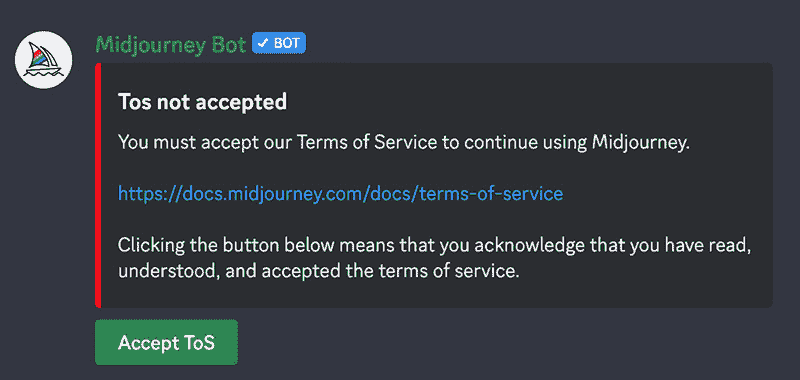 Midjourney Bot ✓ BOT
Tos not accepted
You must accept our Terms of Service to continue using Midjourney.
https://docs.midjourney.com/docs/terms-of-service
Clicking the button below means that you acknowledge that you have read,
understood, and accepted the terms of service.
Accept ToS